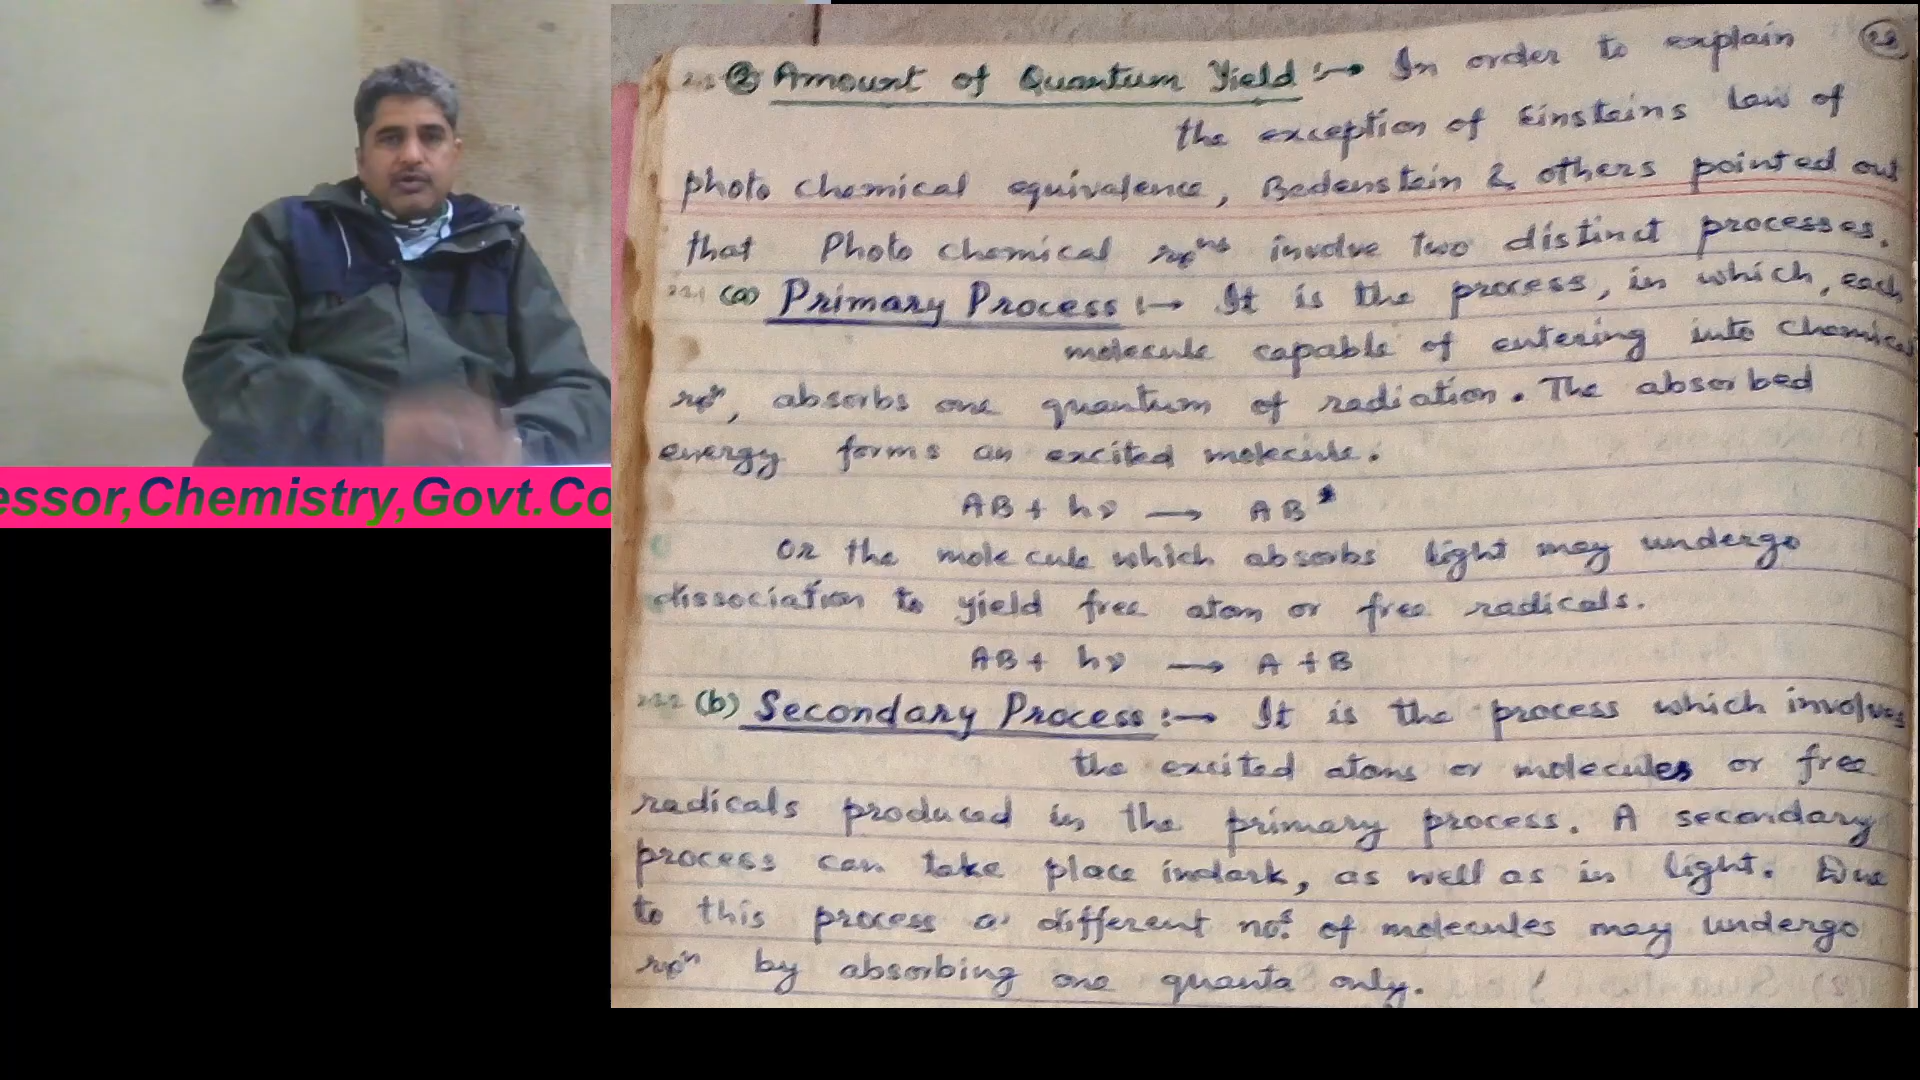 essor,Chemistry,Govt.Co
28
② Amount of Quantum Yield :→ In order to explain
the exception of Einsteins Law of
photo chemical equivalence, Bedenstein & others pointed out
that Photo chemical rxⁿˢ involve two distinct processes.
(a) Primary Process :→ It is the process, in which, each
molecule capable of entering into chemical
rxⁿ, absorbs one quantum of radiation. The absorbed
energy forms an excited molecule.
AB + hν → AB*
Or the molecule which absorbs light may undergo
dissociation to yield free atom or free radicals.
AB + hν → A + B
(b) Secondary Process :→ It is the process which involves
the excited atoms or molecules or free
radicals produced in the primary process. A secondary
process can take place in dark, as well as in light. Due
to this process a different noˢ. of molecules may undergo
rxⁿ by absorbing one quanta only.